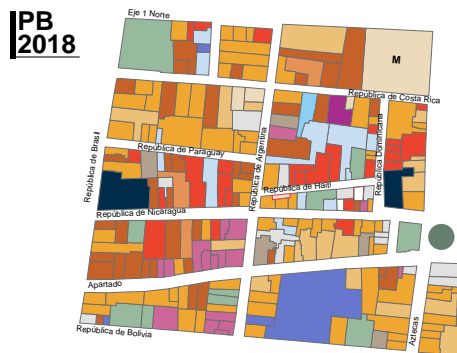 PB
2018
Eje 1 Norte
M
República de Costa Rica
República de Brasil
República de Paraguay
República de Argentina
República Dominicana
República de Haití
República de Nicaragua
Apartado
República de Bolivia
Aztecas